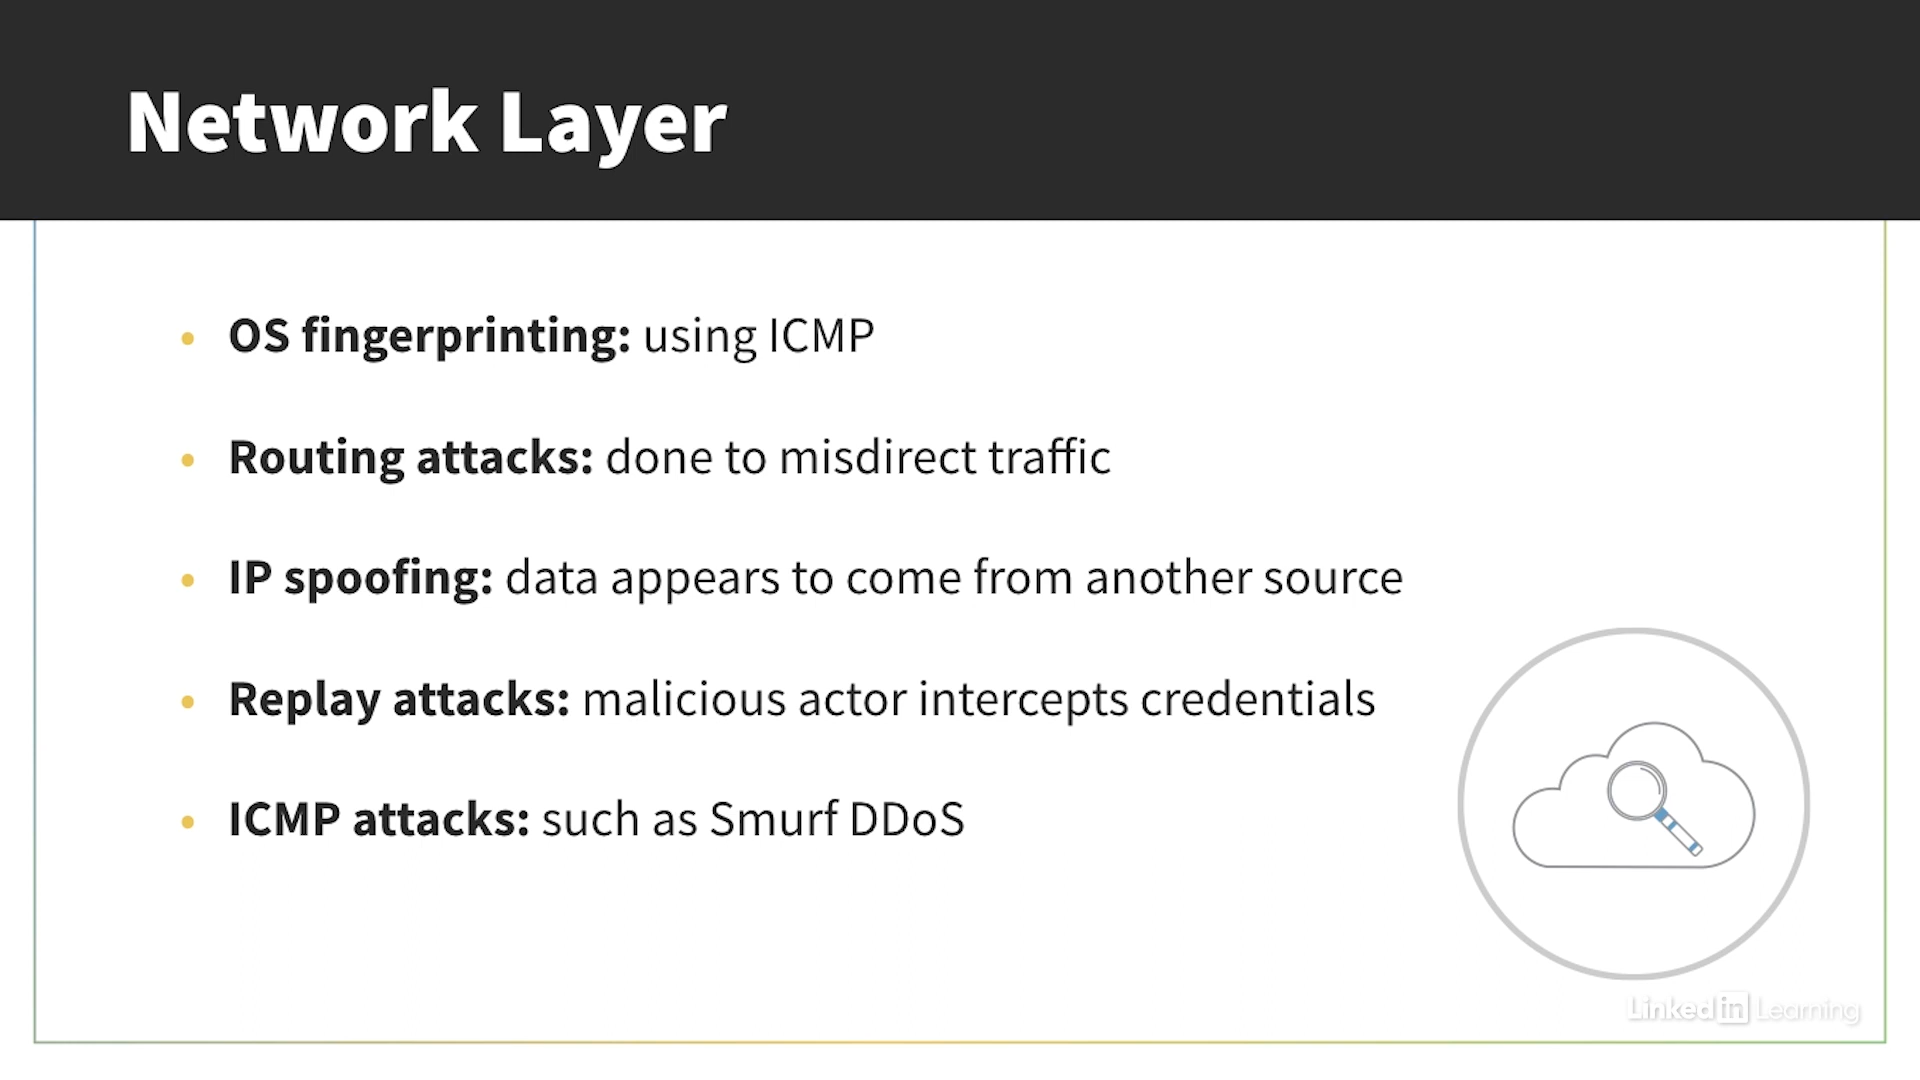 Network Layer
• OS fingerprinting: using ICMP
• Routing attacks: done to misdirect traffic
• IP spoofing: data appears to come from another source
• Replay attacks: malicious actor intercepts credentials
• ICMP attacks: such as Smurf DDoS
Linked in Learning